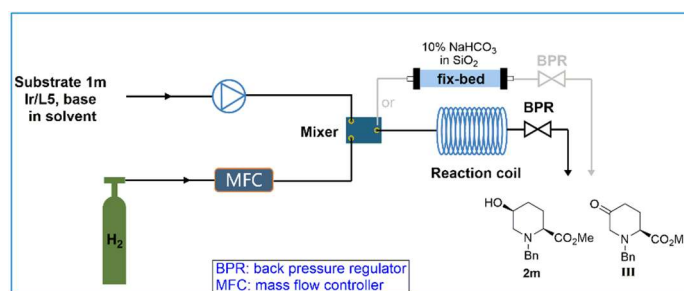 Substrate 1m
Ir/L5, base
in solvent
10% NaHCO3
in SiO2
fix-bed
BPR
or
Mixer
BPR
Reaction coil
MFC
H2
HO
N
CO2Me
Bn
2m
O
N
CO2M
Bn
III
BPR: back pressure regulator
MFC: mass flow controller